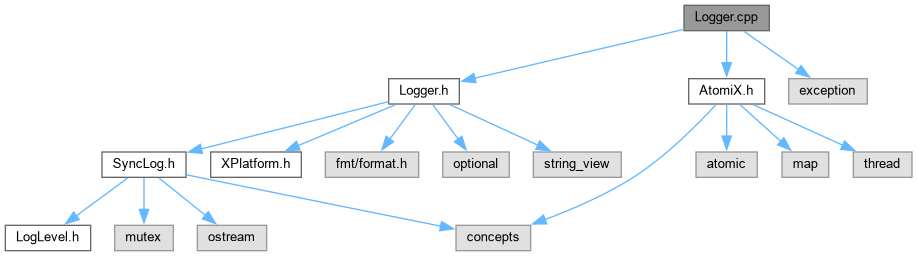 Logger.cpp
Logger.h
AtomiX.h
exception
SyncLog.h
XPlatform.h
fmt/format.h
optional
string_view
atomic
map
thread
LogLevel.h
mutex
ostream
concepts